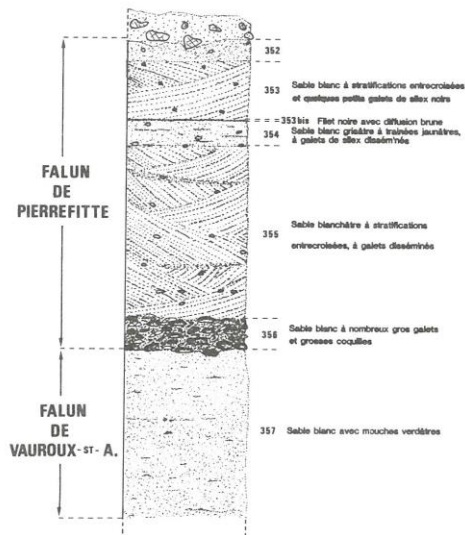 352
353 Sable blanc à stratifications entrecroisées
et quelques petits galets de silex noirs
353 bis Filet noire avec diffusion brune
354 Sable blanc grisâtre à traînées jaunâtres,
à galets de silex disséminés
FALUN
DE
PIERREFITTE
355 Sable blanchâtre à stratifications
entrecroisées, à galets disséminés
356 Sable blanc à nombreux gros galets
et grosses coquilles
FALUN
DE
VAUROUX-ST-A.
357 Sable blanc avec mouches verdâtres